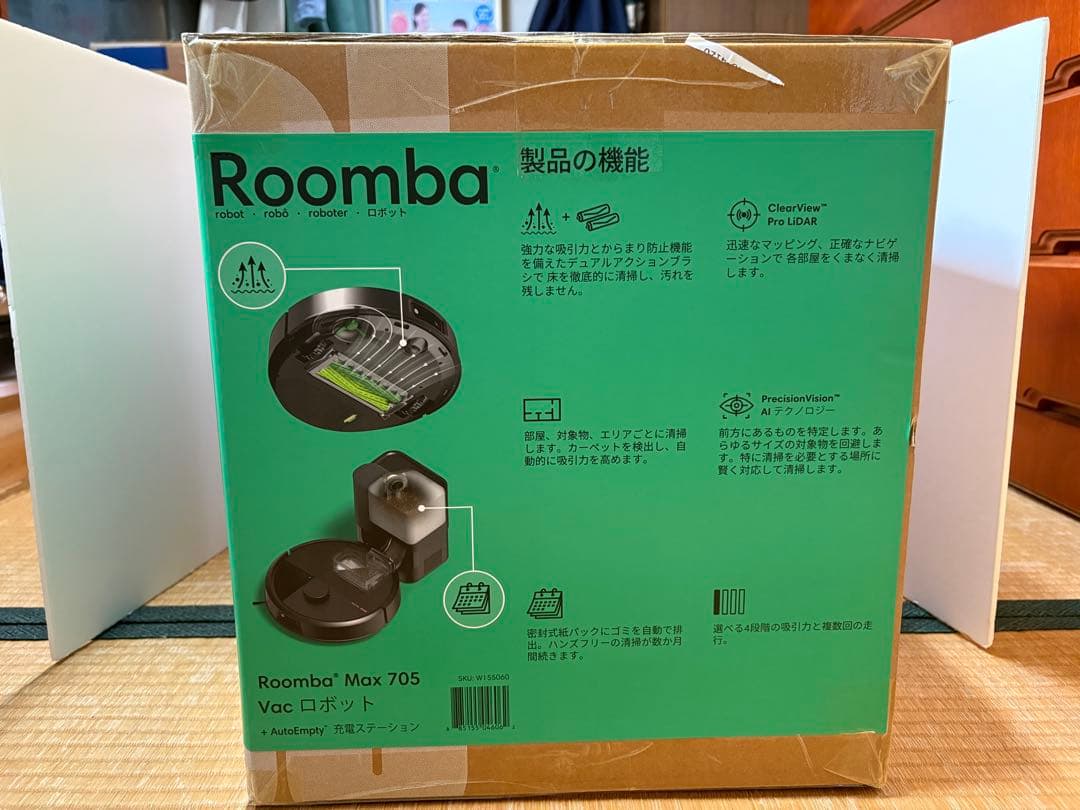 Roomba®
robot · robô · roboter · ロボット
製品の機能
+
強力な吸引力とからまり防止機能
を備えたデュアルアクションブラ
シで 床を徹底的に清掃し、汚れを
残しません。
ClearView™
Pro LiDAR
迅速なマッピング、正確なナビゲ
ーションで 各部屋をくまなく清掃
します。
部屋、対象物、エリアごとに清掃
します。カーペットを検出し、自
動的に吸引力を高めます。
PrecisionVision™
AI テクノロジー
前方にあるものを特定します。あ
らゆるサイズの対象物を回避しま
す。特に清掃を必要とする場所に
賢く対応して清掃します。
密封式紙パックにゴミを自動で排
出。ハンズフリーの清掃が数か月
間続きます。
選べる4段階の吸引力と複数回の走
行。
Roomba® Max 705
Vac ロボット
+ AutoEmpty™ 充電ステーション
SKU: W155060
85155 04606